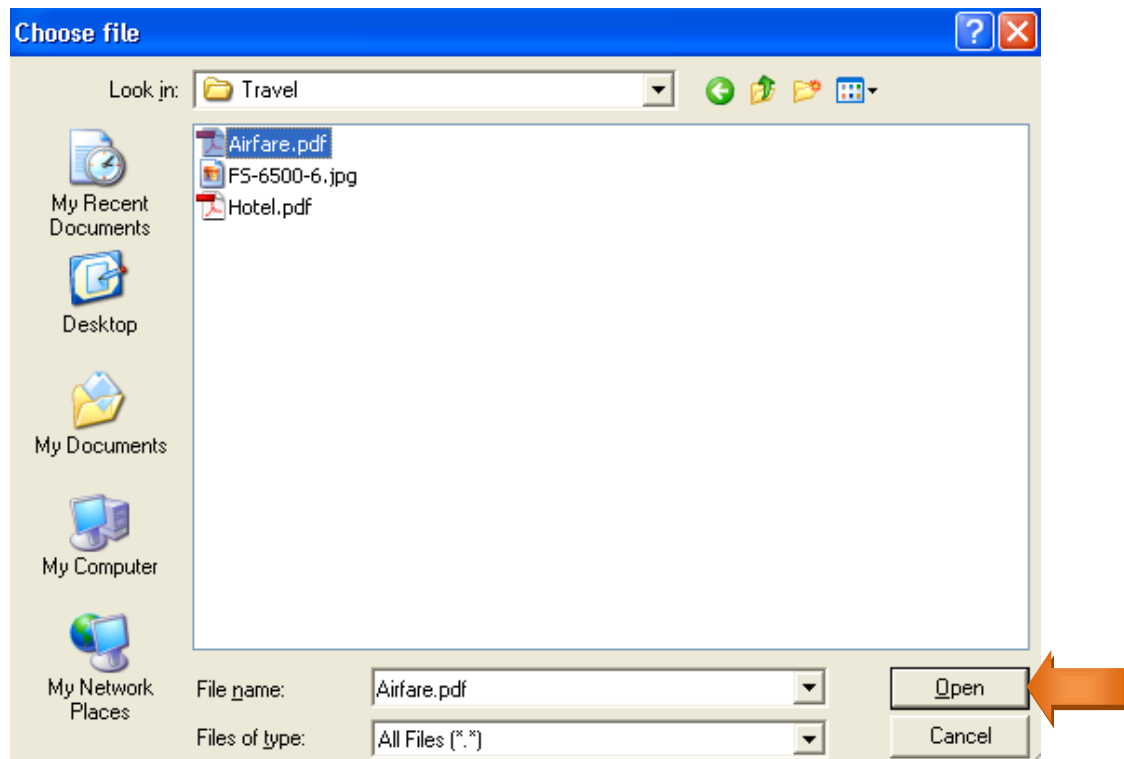 Choose file
Look in:
Travel
Airfare.pdf
FS-6500-6.jpg
Hotel.pdf
My Recent
Documents
Desktop
My Documents
My Computer
My Network
Places
File name:
Airfare.pdf
Open
Files of type:
All Files (*.*)
Cancel